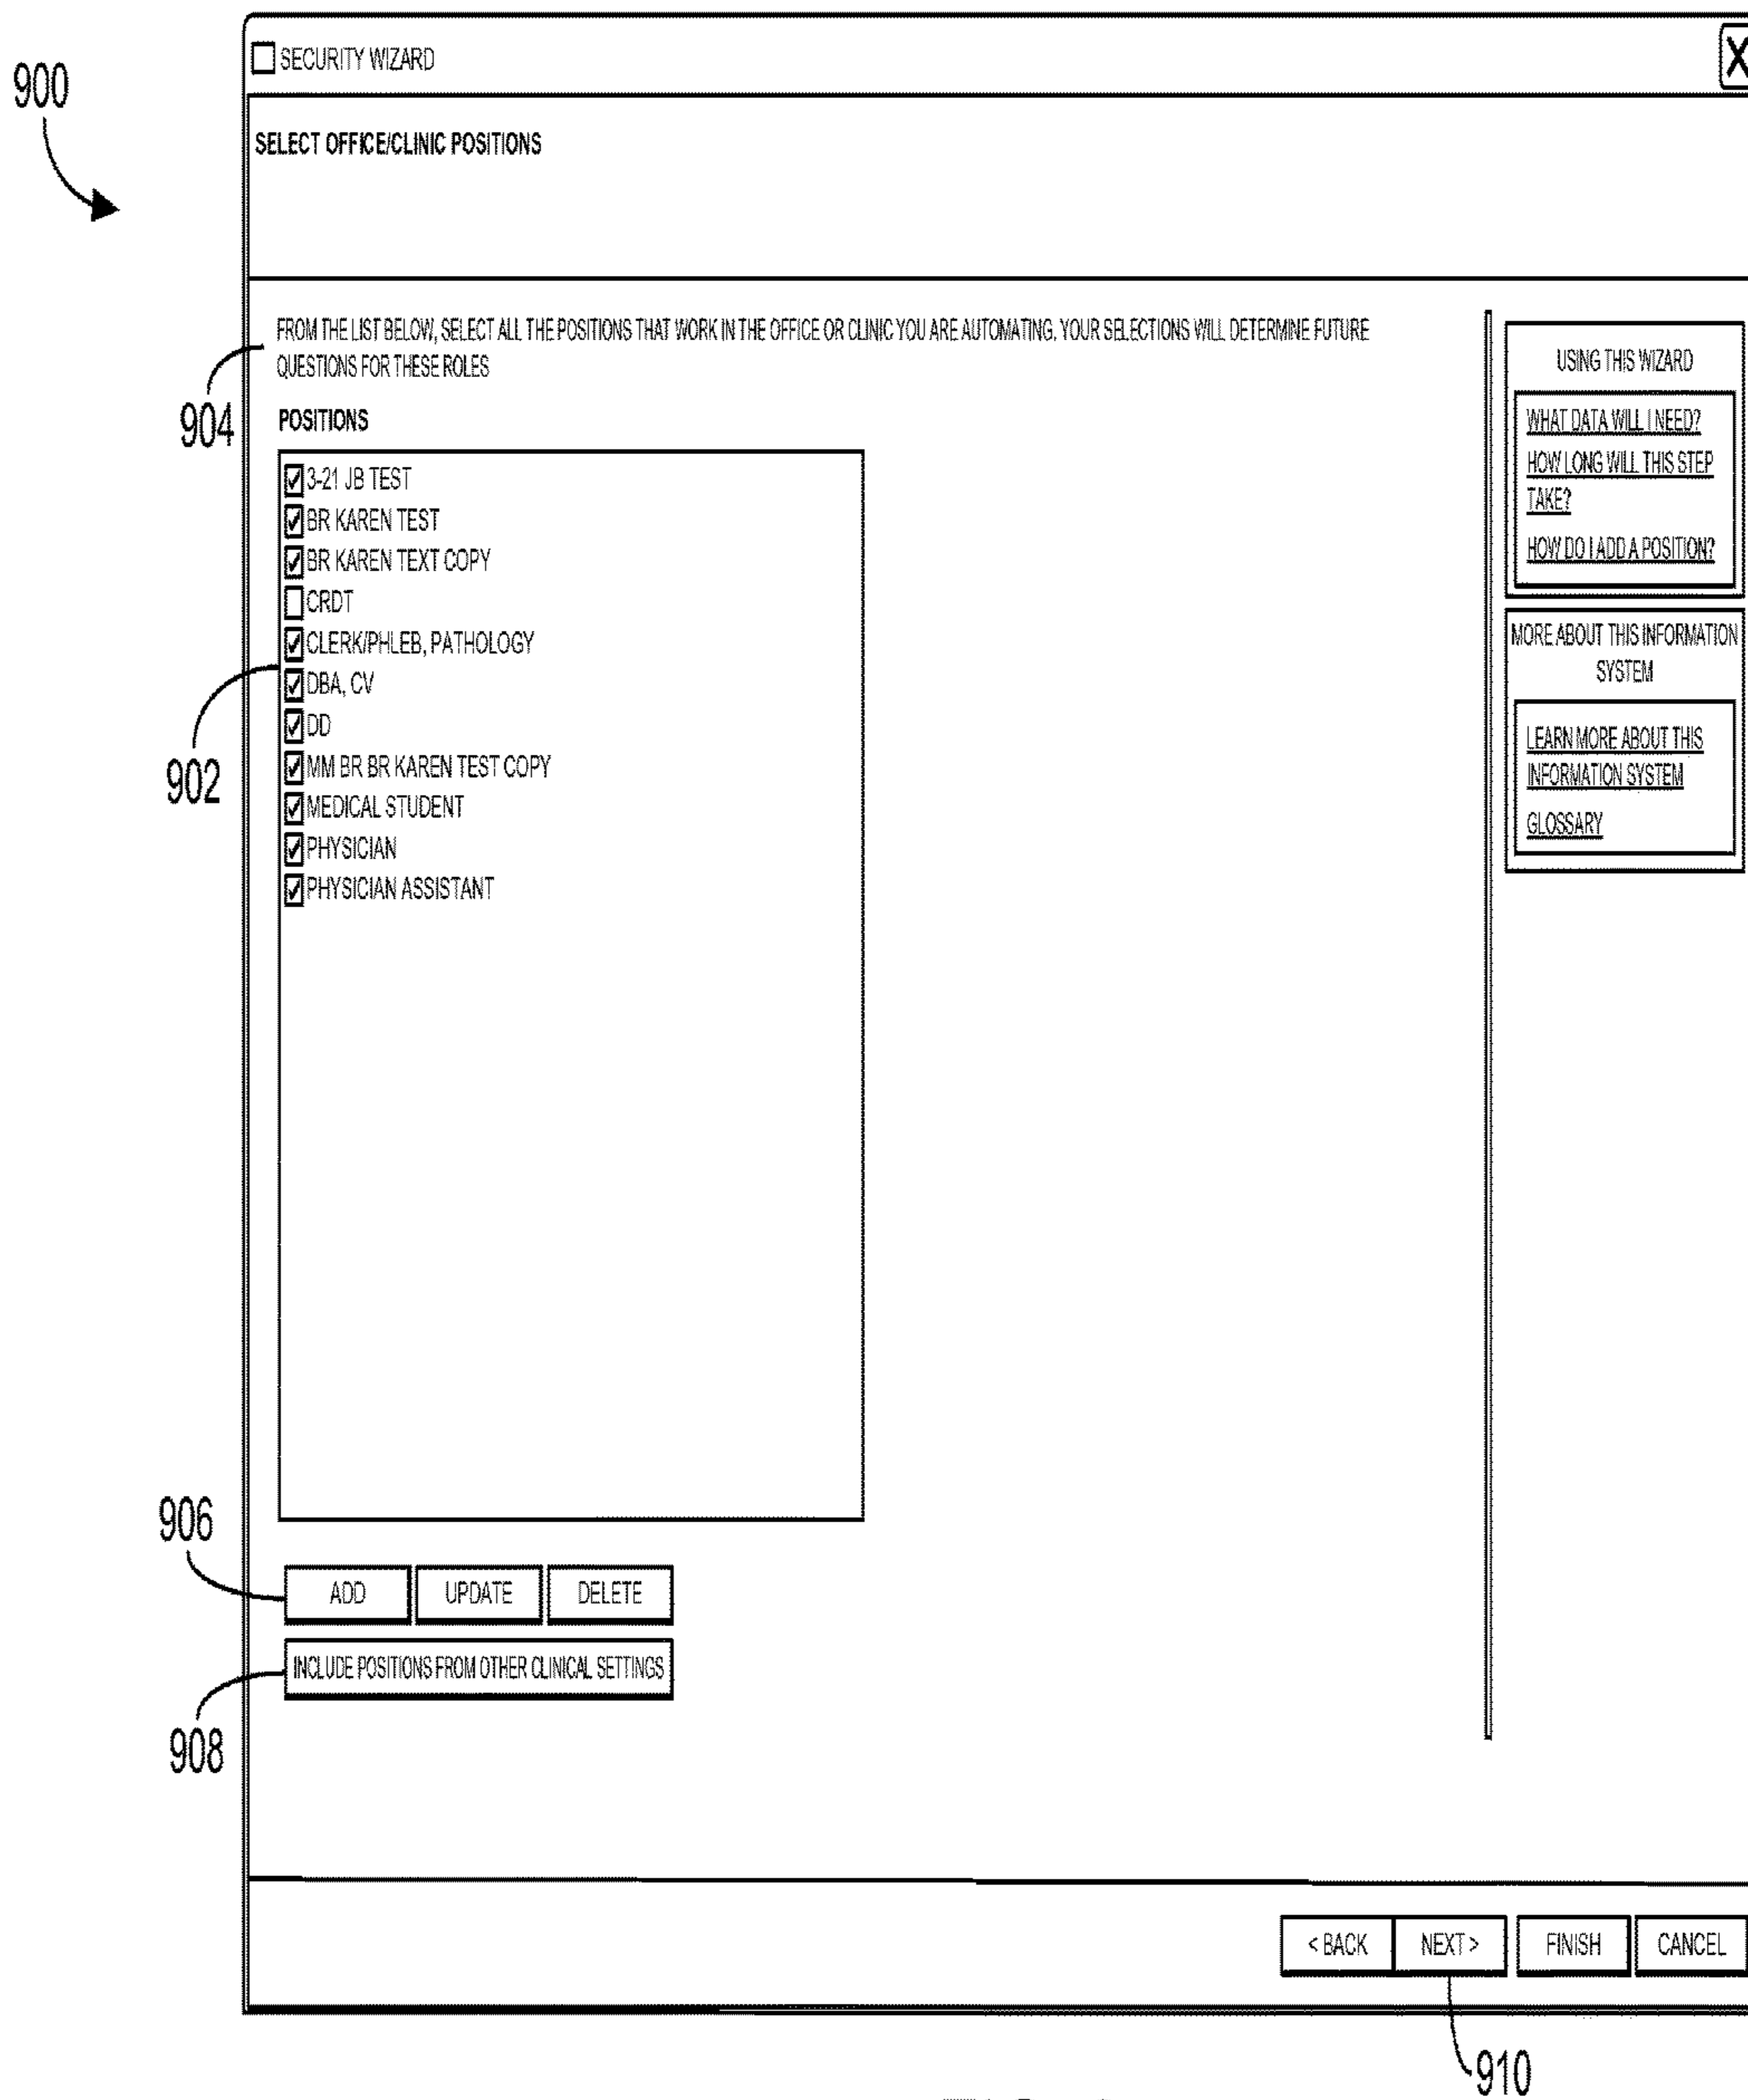 900
SECURITY WIZARD
X
SELECT OFFICE/CLINIC POSITIONS
904
FROM THE LIST BELOW, SELECT ALL THE POSITIONS THAT WORK IN THE OFFICE OR CLINIC YOU ARE AUTOMATING. YOUR SELECTIONS WILL DETERMINE FUTURE
QUESTIONS FOR THESE ROLES
POSITIONS
902
3-21 JB TEST
BR KAREN TEST
BR KAREN TEXT COPY
CRDT
CLERK/PHLEB, PATHOLOGY
DBA, CV
DD
MM BR BR KAREN TEST COPY
MEDICAL STUDENT
PHYSICIAN
PHYSICIAN ASSISTANT
USING THIS WIZARD
WHAT DATA WILL I NEED?
HOW LONG WILL THIS STEP
TAKE?
HOW DO I ADD A POSITION?
MORE ABOUT THIS INFORMATION
SYSTEM
LEARN MORE ABOUT THIS
INFORMATION SYSTEM
GLOSSARY
906
ADD UPDATE DELETE
INCLUDE POSITIONS FROM OTHER CLINICAL SETTINGS
908
< BACK NEXT > FINISH CANCEL
910